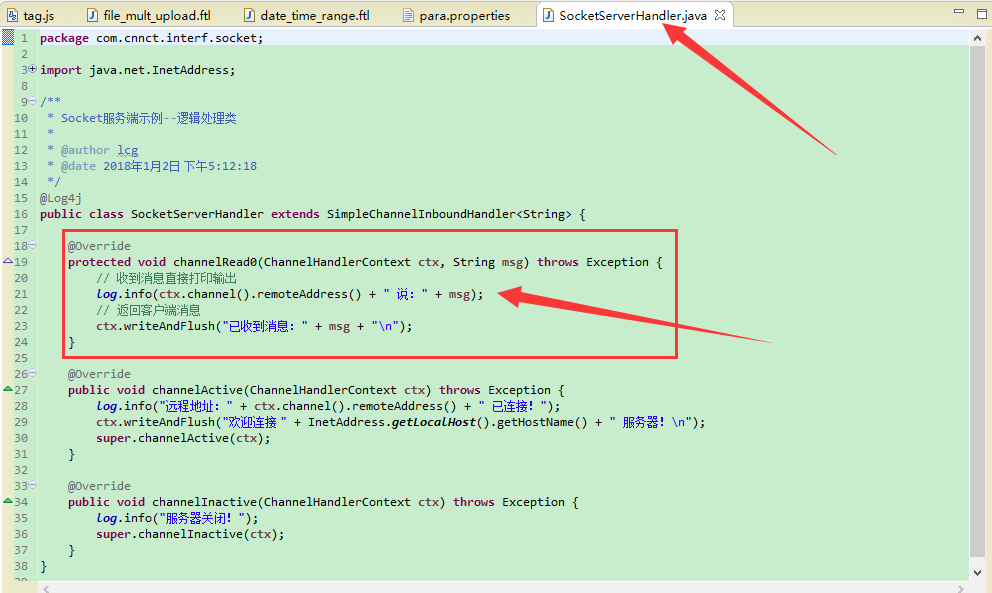 tag.js file_mult_upload.ftl date_time_range.ftl para.properties SocketServerHandler.java
1 package com.cnnct.interf.socket;
2
3 import java.net.InetAddress;
8
9 /**
10 * Socket服务端示例--逻辑处理类
11 *
12 * @author lcg
13 * @date 2018年1月2日 下午5:12:18
14 */
15 @Log4j
16 public class SocketServerHandler extends SimpleChannelInboundHandler<String> {
17
18 @Override
19 protected void channelRead0(ChannelHandlerContext ctx, String msg) throws Exception {
20 // 收到消息直接打印输出
21 log.info(ctx.channel().remoteAddress() + " 说: " + msg);
22 // 返回客户端消息
23 ctx.writeAndFlush("已收到消息: " + msg + "\n");
24 }
25
26 @Override
27 public void channelActive(ChannelHandlerContext ctx) throws Exception {
28 log.info("远程地址: " + ctx.channel().remoteAddress() + " 已连接! ");
29 ctx.writeAndFlush("欢迎连接 " + InetAddress.getLocalHost().getHostName() + " 服务器! \n");
30 super.channelActive(ctx);
31 }
32
33 @Override
34 public void channelInactive(ChannelHandlerContext ctx) throws Exception {
35 log.info("服务器关闭! ");
36 super.channelInactive(ctx);
37 }
38 }
39